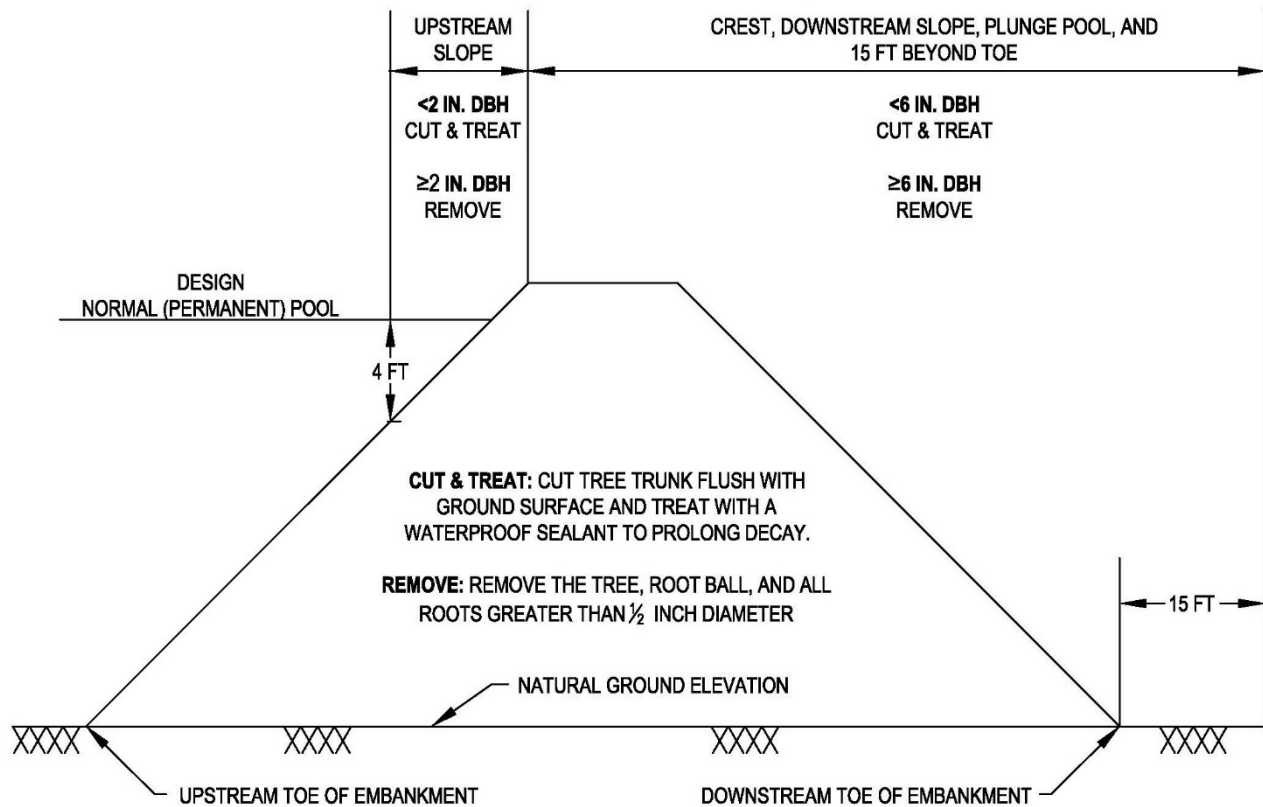 UPSTREAM
SLOPE
CREST, DOWNSTREAM SLOPE, PLUNGE POOL, AND
15 FT BEYOND TOE
<2 IN. DBH
CUT & TREAT
≥2 IN. DBH
REMOVE
<6 IN. DBH
CUT & TREAT
≥6 IN. DBH
REMOVE
DESIGN
NORMAL (PERMANENT) POOL
4 FT
CUT & TREAT: CUT TREE TRUNK FLUSH WITH
GROUND SURFACE AND TREAT WITH A
WATERPROOF SEALANT TO PROLONG DECAY.
REMOVE: REMOVE THE TREE, ROOT BALL, AND ALL
ROOTS GREATER THAN ½ INCH DIAMETER
15 FT
NATURAL GROUND ELEVATION
UPSTREAM TOE OF EMBANKMENT
DOWNSTREAM TOE OF EMBANKMENT